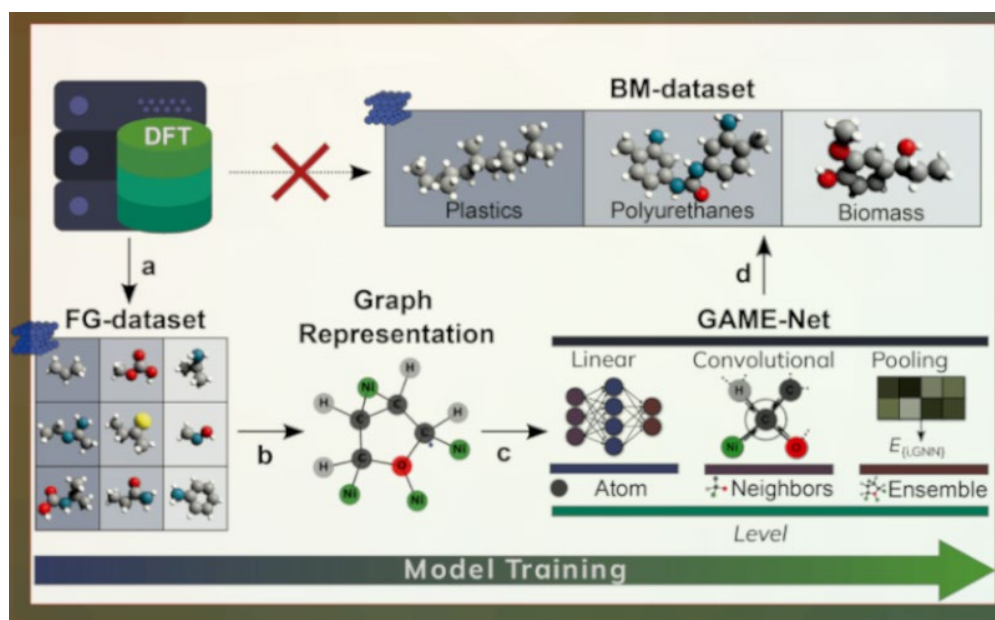 BM-dataset
DFT
Plastics
Polyurethanes
Biomass
a
d
FG-dataset
Graph
Representation
GAME-Net
Linear
Convolutional
Pooling
H
Ni
C
H
C
H
C
H
C
O
Ni
Ni
Ni
b
c
H
C
C
Ni
O
E{i,GNN}
Atom
Neighbors
Ensemble
Level
Model Training